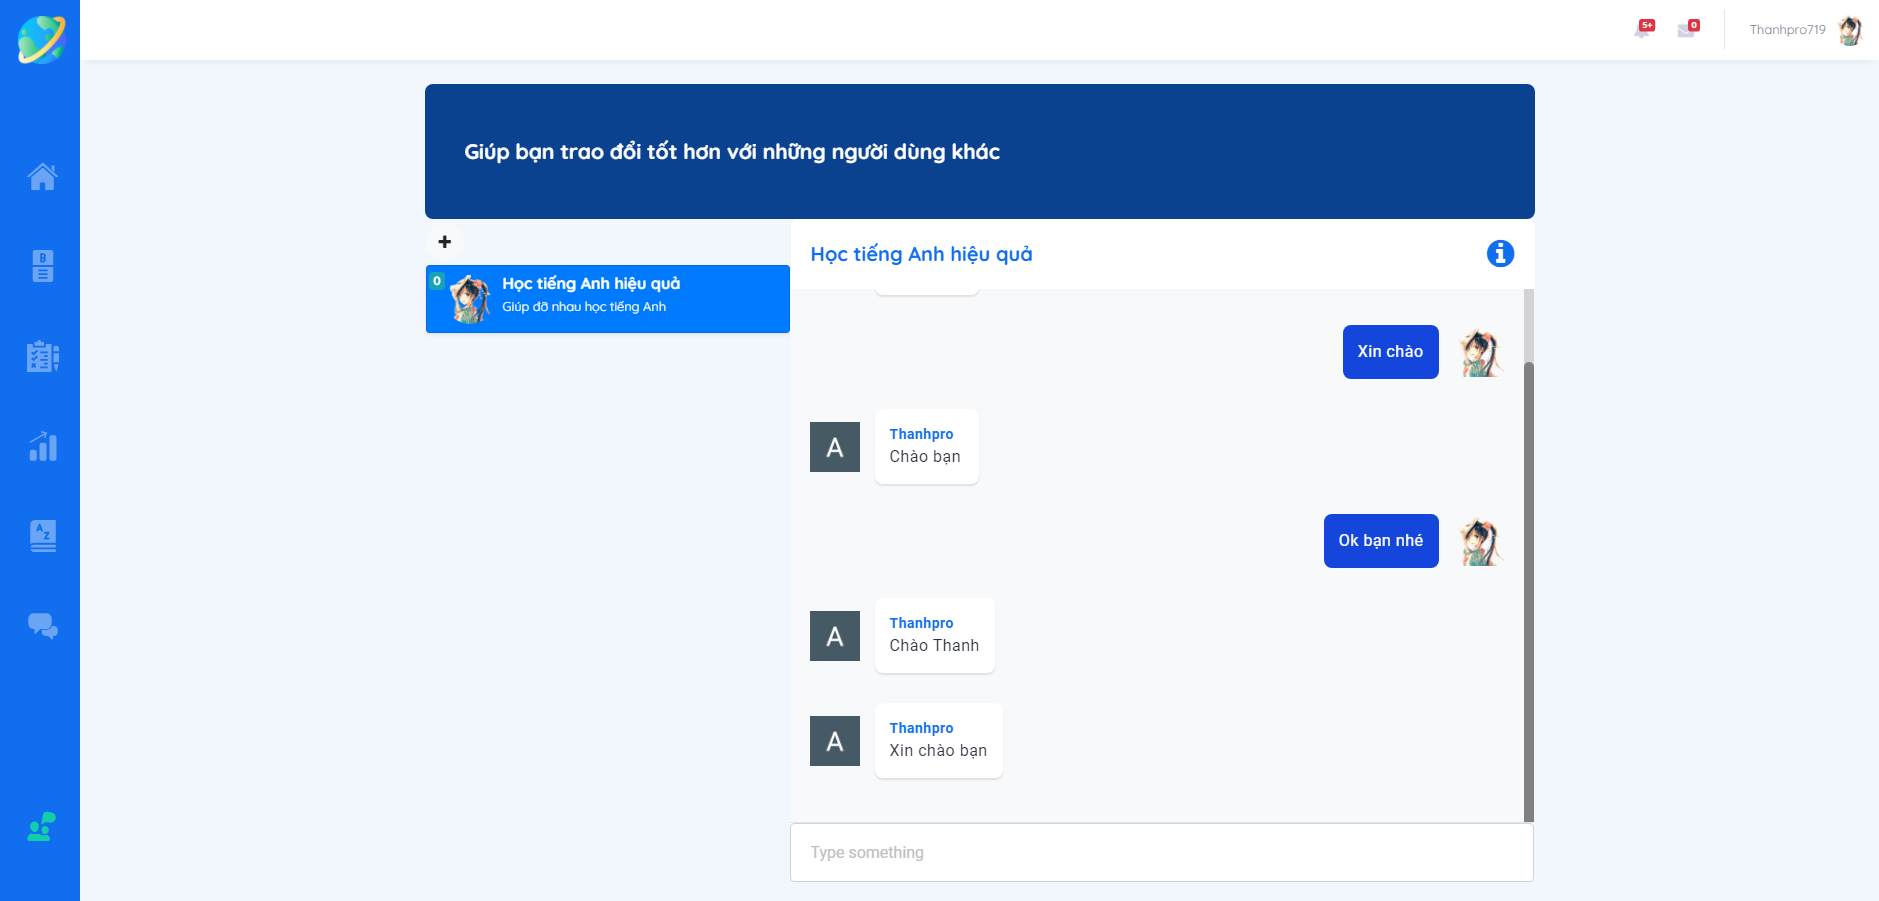 5+
0
Thanhpro719
Giúp bạn trao đổi tốt hơn với những người dùng khác
Học tiếng Anh hiệu quả
0
Học tiếng Anh hiệu quả
Giúp đỡ nhau học tiếng Anh
Xin chào
A
Thanhpro
Chào bạn
Ok bạn nhé
A
Thanhpro
Chào Thanh
A
Thanhpro
Xin chào bạn
Type something
B
A
Z